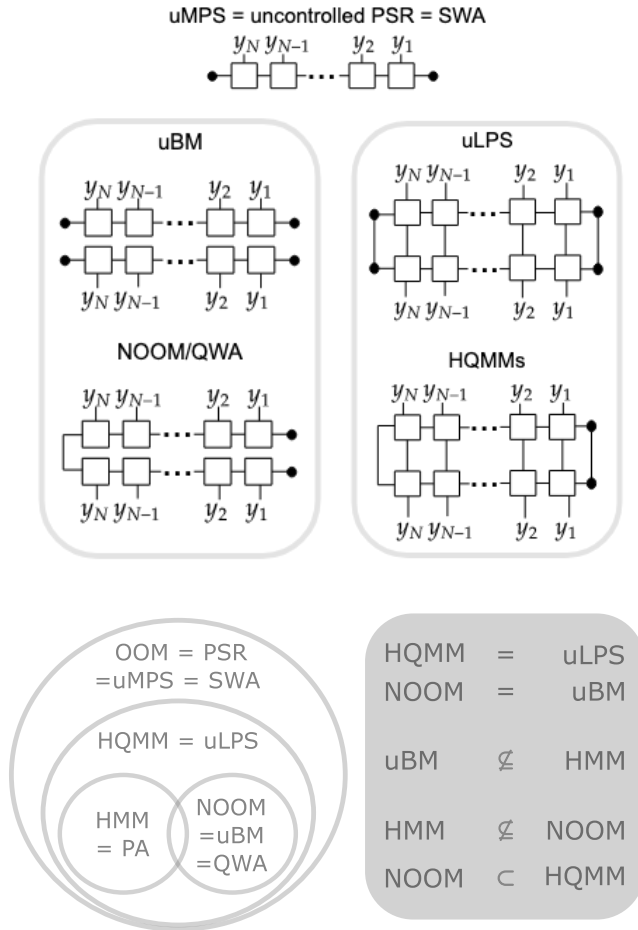 uMPS = uncontrolled PSR = SWA
y_N y_{N−1} y_2 y_1
uBM
y_N y_{N−1} y_2 y_1
y_N y_{N−1} y_2 y_1
NOOM/QWA
y_N y_{N−1} y_2 y_1
y_N y_{N−1} y_2 y_1
uLPS
y_N y_{N−1} y_2 y_1
y_N y_{N−1} y_2 y_1
HQMMs
y_N y_{N−1} y_2 y_1
y_N y_{N−1} y_2 y_1
OOM = PSR
=uMPS = SWA
HQMM = uLPS
HMM
= PA
NOOM
=uBM
=QWA
HQMM = uLPS
NOOM = uBM
uBM ⊈ HMM
HMM ⊈ NOOM
NOOM ⊂ HQMM